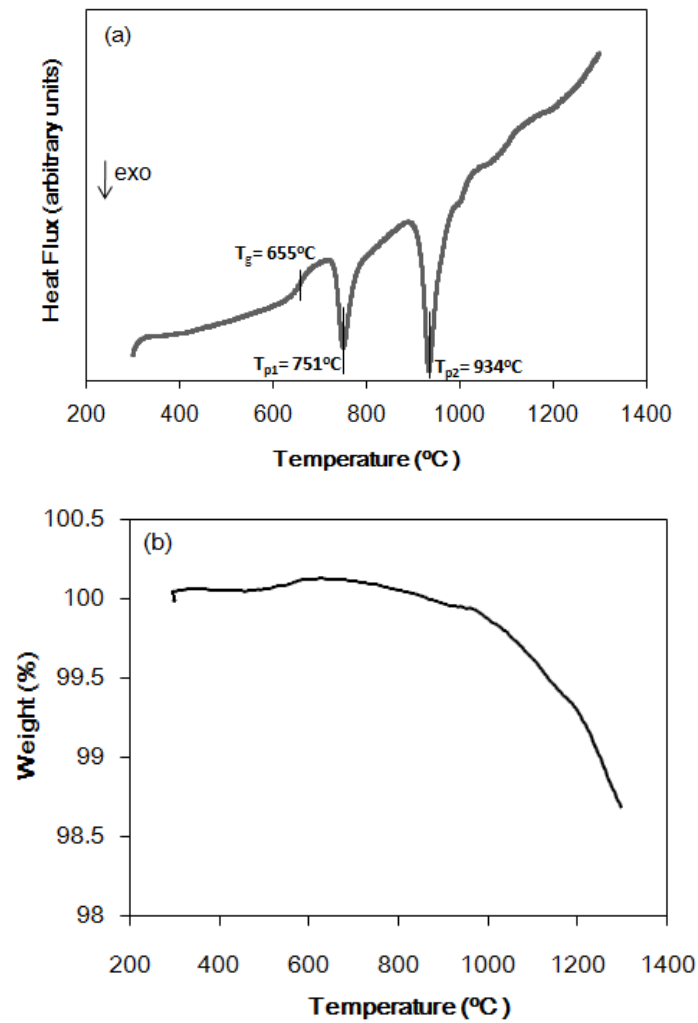 (a)
Heat Flux (arbitrary units)
↓ exo
Tg= 655ºC
Tp1= 751ºC
Tp2= 934ºC
200 400 600 800 1000 1200 1400
Temperature (ºC )
(b)
Weight (%)
100.5
100
99.5
99
98.5
98
200 400 600 800 1000 1200 1400
Temperature (ºC)